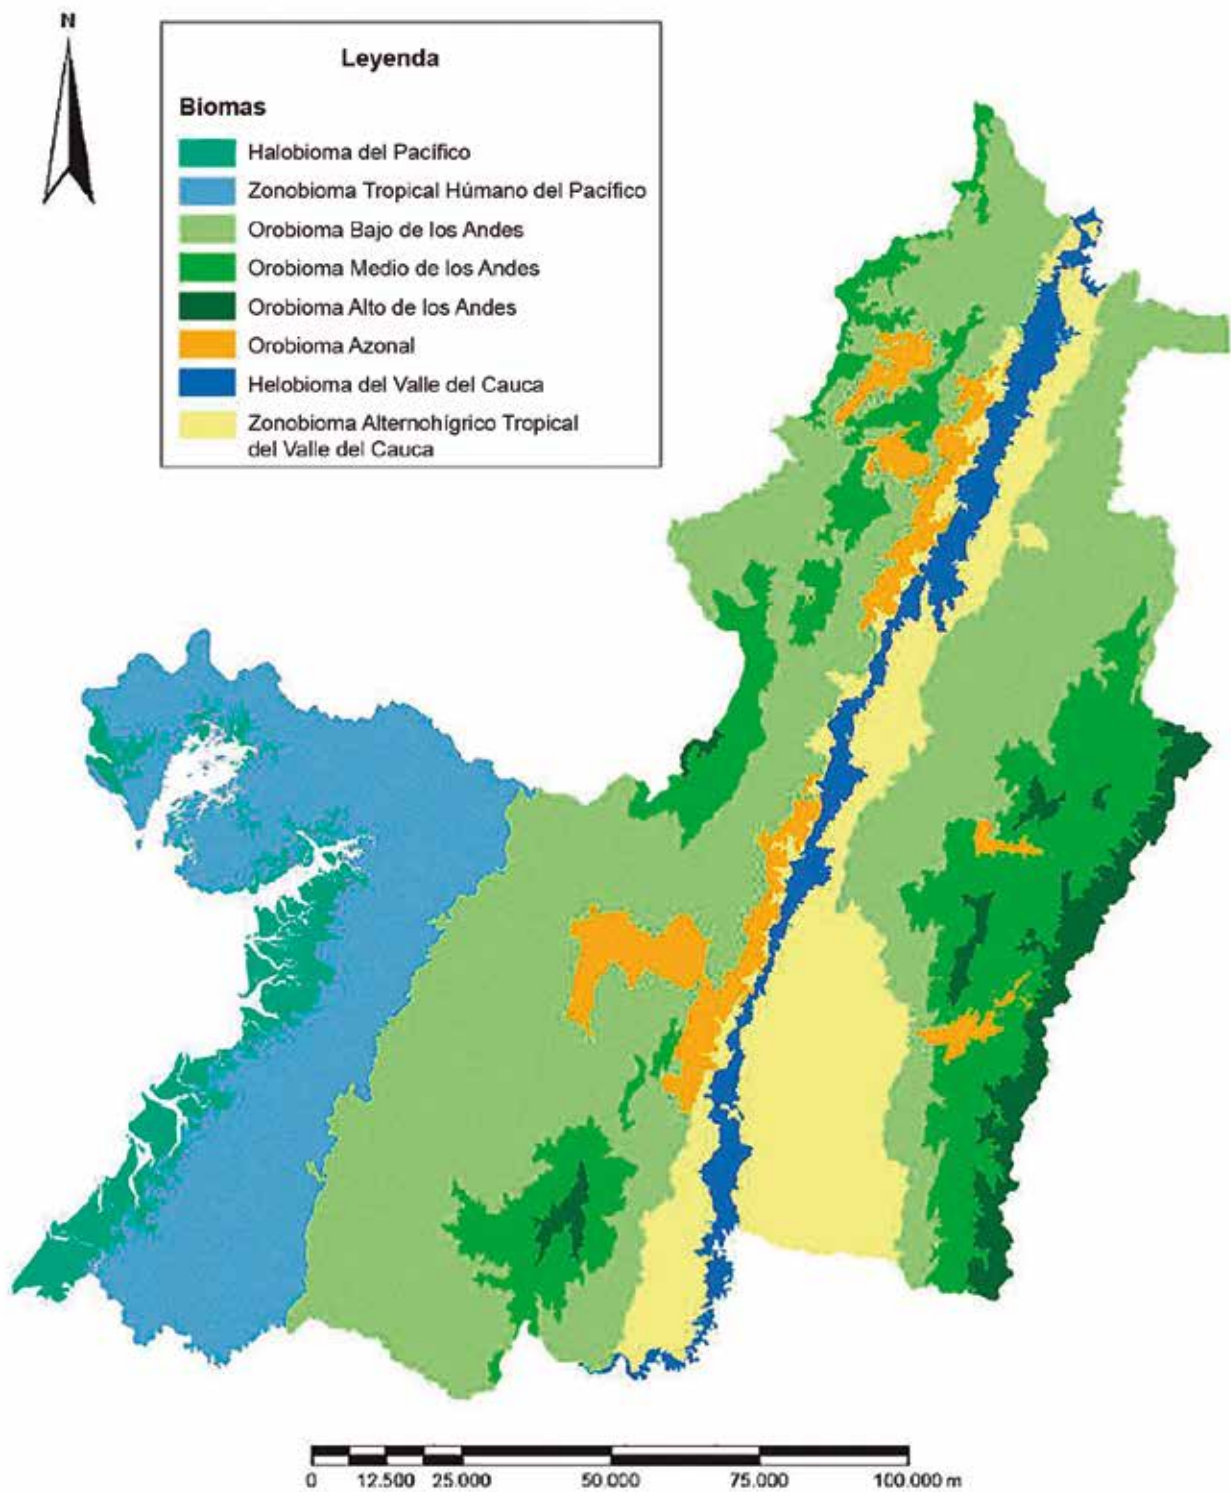 N
Leyenda
Biomas
Halobioma del Pacífico
Zonobioma Tropical Húmano del Pacífico
Orobioma Bajo de los Andes
Orobioma Medio de los Andes
Orobioma Alto de los Andes
Orobioma Azonal
Helobioma del Valle del Cauca
Zonobioma Alternohígrico Tropical
del Valle del Cauca
0 12.500 25.000 50.000 75.000 100.000 m